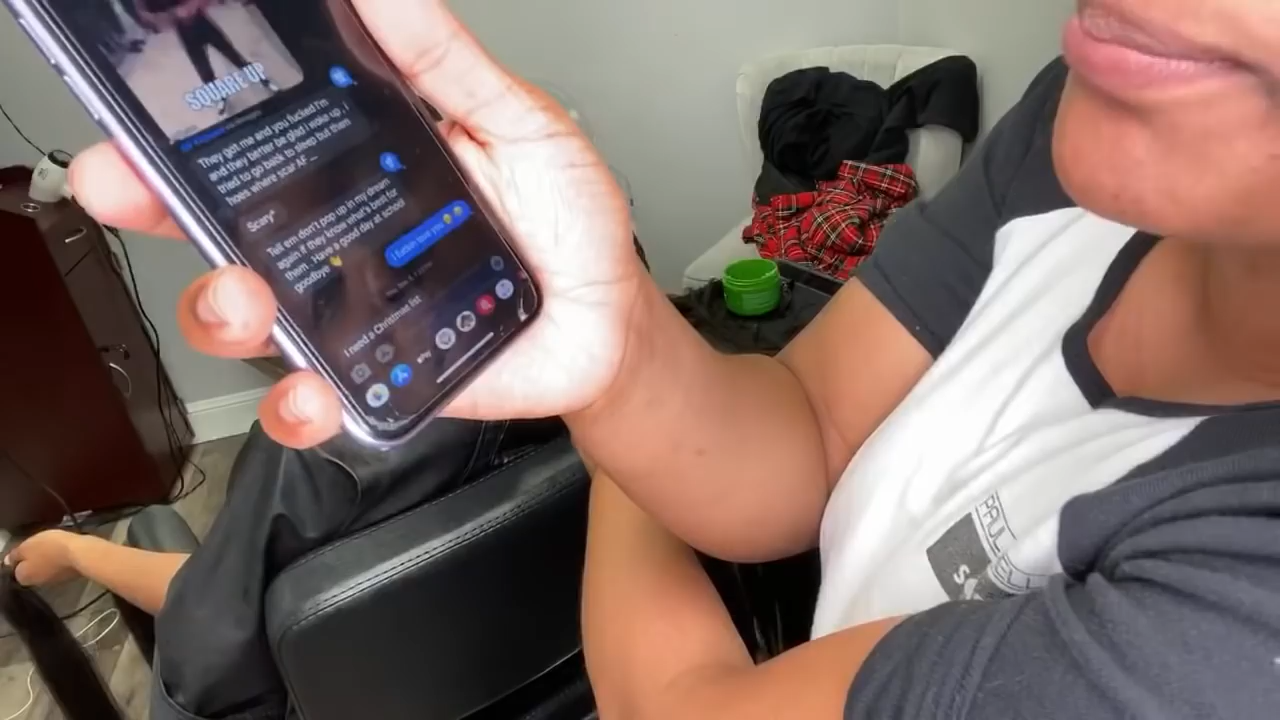 SQUARE UP
They got me and you fucked I'm
and they better be glad I woke up , i
tried to go back to sleep but them
hoes where scar AF
Scary*
Tell em don't pop up in my dream
again if they know what's best for
them . Have a good day at school
goodbye 👋
I need a Christmas list
PAUL